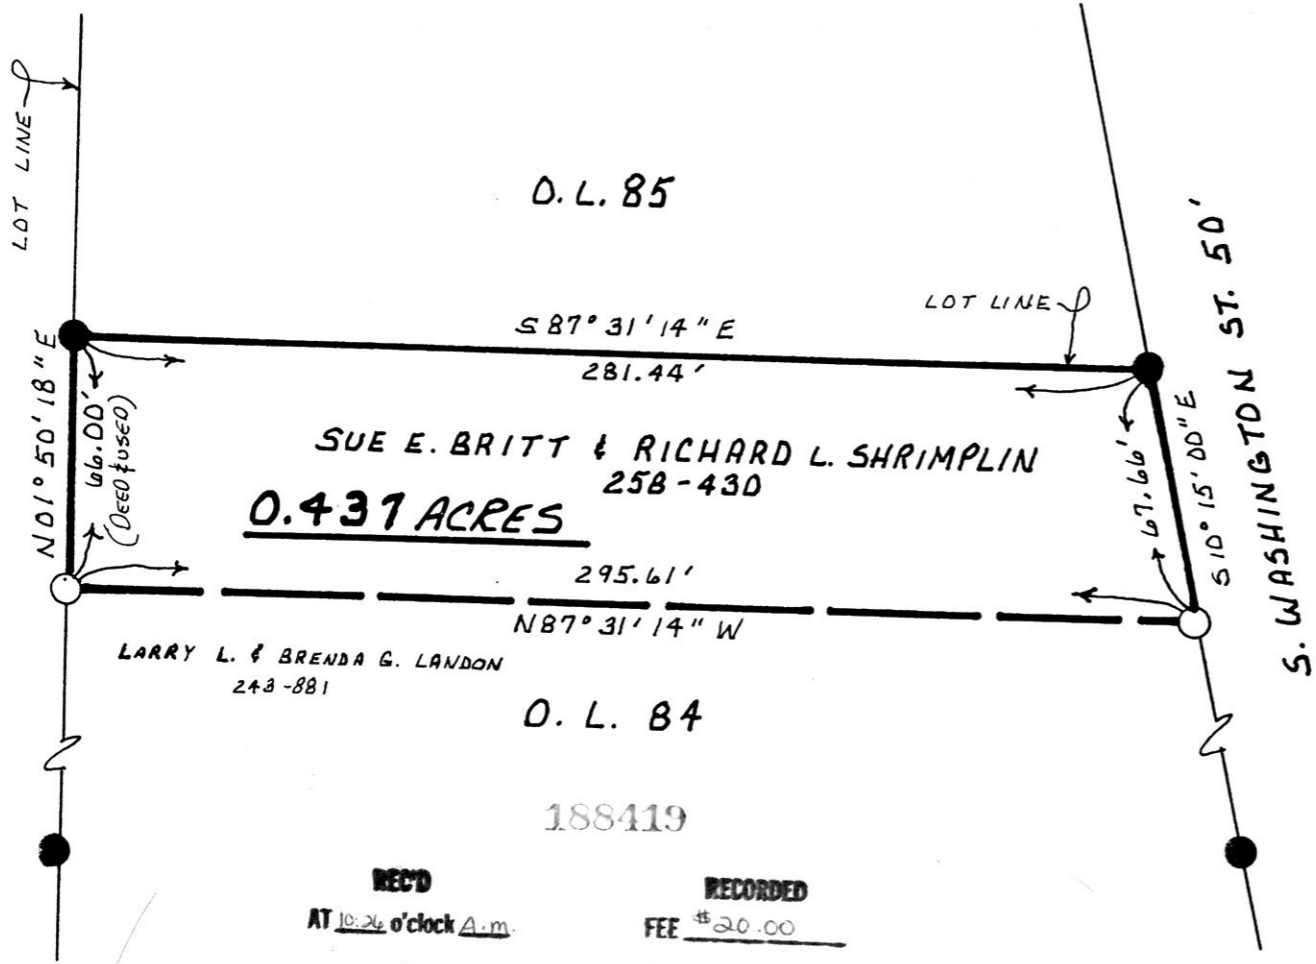 LOT LINE
O.L. 85
S. WASHINGTON ST. 50'
LOT LINE
S 87° 31' 14" E
281.44'
N 01° 50' 18" E
66.00'
(DEED & USED)
SUE E. BRITT & RICHARD L. SHRIMPLIN
258-430
0.437 ACRES
67.66'
S 10° 15' 00" E
295.61'
N 87° 31' 14" W
LARRY L. & BRENDA G. LANDON
243-881
O. L. 84
188419
REC'D
AT 10:26 o'clock A.m.
RECORDED
FEE $20.00